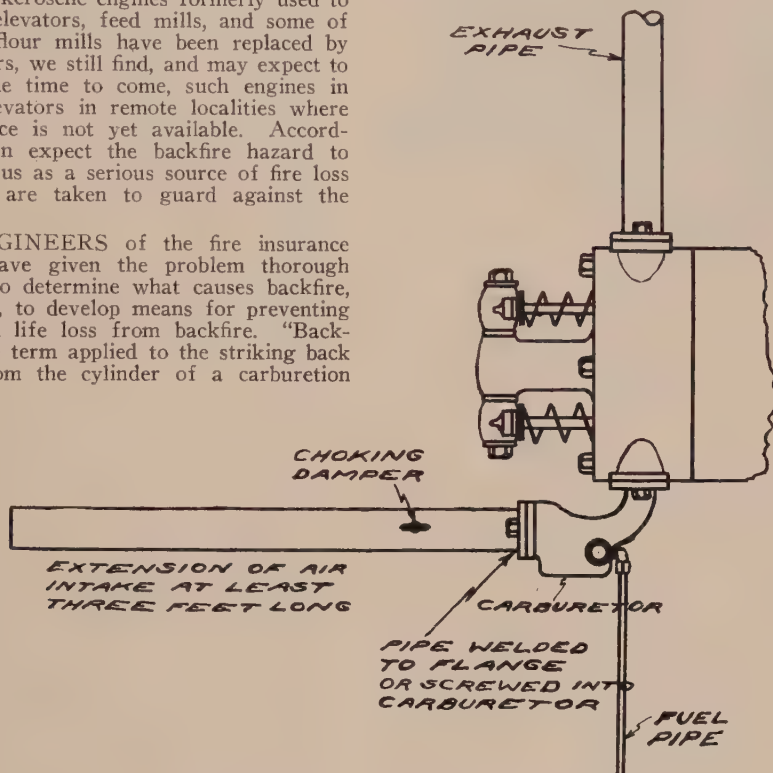 kerosene engines formerly used to
elevators, feed mills, and some of
flour mills have been replaced by
rs, we still find, and may expect to
e time to come, such engines in
evators in remote localities where
ce is not yet available. Accord-
n expect the backfire hazard to
us as a serious source of fire loss
are taken to guard against the
GINEERS of the fire insurance
ave given the problem thorough
o determine what causes backfire,
, to develop means for preventing
life loss from backfire. “Back-
term applied to the striking back
om the cylinder of a carburetion
EXHAUST
PIPE
CHOKING
DAMPER
EXTENSION OF AIR
INTAKE AT LEAST
THREE FEET LONG
CARBURETOR
PIPE WELDED
TO FLANGE
OR SCREWED INTO
CARBURETOR
FUEL
PIPE